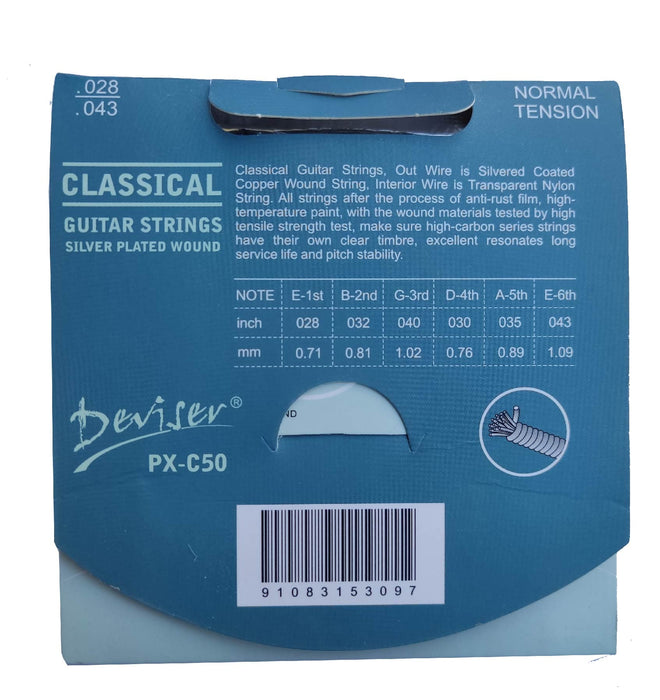 .028
.043
NORMAL
TENSION
CLASSICAL
GUITAR STRINGS
SILVER PLATED WOUND
Classical Guitar Strings, Out Wire is Silvered Coated
Copper Wound String, Interior Wire is Transparent Nylon
String. All strings after the process of anti-rust film, high-
temperature paint, with the wound materials tested by high
tensile strength test, make sure high-carbon series strings
have their own clear timbre, excellent resonates long
service life and pitch stability.
NOTE E-1st B-2nd G-3rd D-4th A-5th E-6th
inch 028 032 040 030 035 043
mm 0.71 0.81 1.02 0.76 0.89 1.09
Deviser®
PX-C50
ND
91083153097